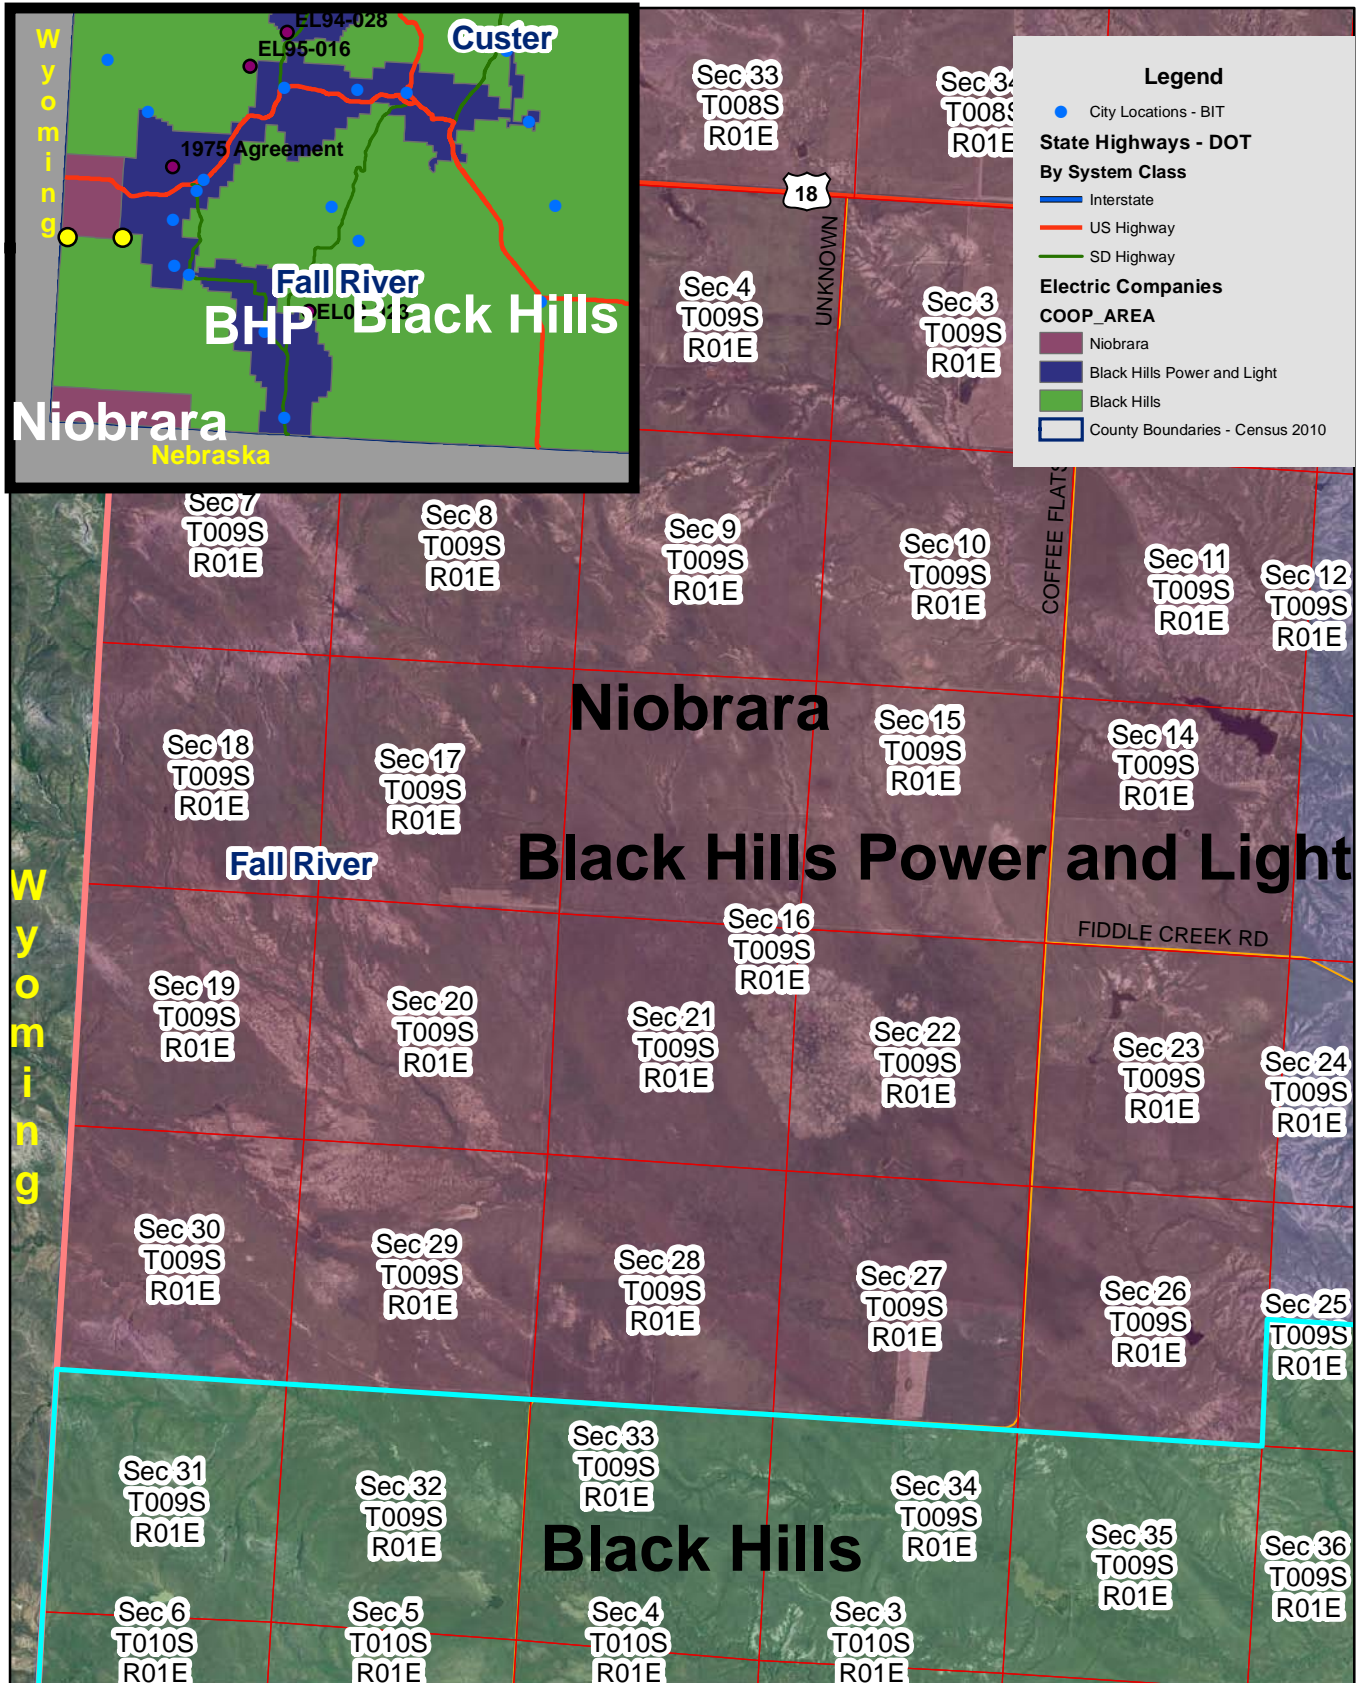 Wyoming
EL94-028
EL95-016
Custer
1975 Agreement
Fall River
BHP
Black Hills
Niobrara
Nebraska
Sec 33
T008S
R01E
Sec 34
T008S
R01E
18
UNKNOWN
Sec 4
T009S
R01E
Sec 3
T009S
R01E
Legend
City Locations - BIT
State Highways - DOT
By System Class
Interstate
US Highway
SD Highway
Electric Companies
COOP_AREA
Niobrara
Black Hills Power and Light
Black Hills
County Boundaries - Census 2010
Sec 7
T009S
R01E
Sec 8
T009S
R01E
Sec 9
T009S
R01E
Sec 10
T009S
R01E
COFFEE FLATS
Sec 11
T009S
R01E
Sec 12
T009S
R01E
Niobrara
Sec 18
T009S
R01E
Sec 17
T009S
R01E
Sec 15
T009S
R01E
Sec 14
T009S
R01E
Fall River
Black Hills Power and Light
Wyoming
Sec 16
T009S
R01E
FIDDLE CREEK RD
Sec 19
T009S
R01E
Sec 20
T009S
R01E
Sec 21
T009S
R01E
Sec 22
T009S
R01E
Sec 23
T009S
R01E
Sec 24
T009S
R01E
Sec 30
T009S
R01E
Sec 29
T009S
R01E
Sec 28
T009S
R01E
Sec 27
T009S
R01E
Sec 26
T009S
R01E
Sec 25
T009S
R01E
Sec 31
T009S
R01E
Sec 32
T009S
R01E
Sec 33
T009S
R01E
Sec 34
T009S
R01E
Sec 35
T009S
R01E
Sec 36
T009S
R01E
Black Hills
Sec 6
T010S
R01E
Sec 5
T010S
R01E
Sec 4
T010S
R01E
Sec 3
T010S
R01E